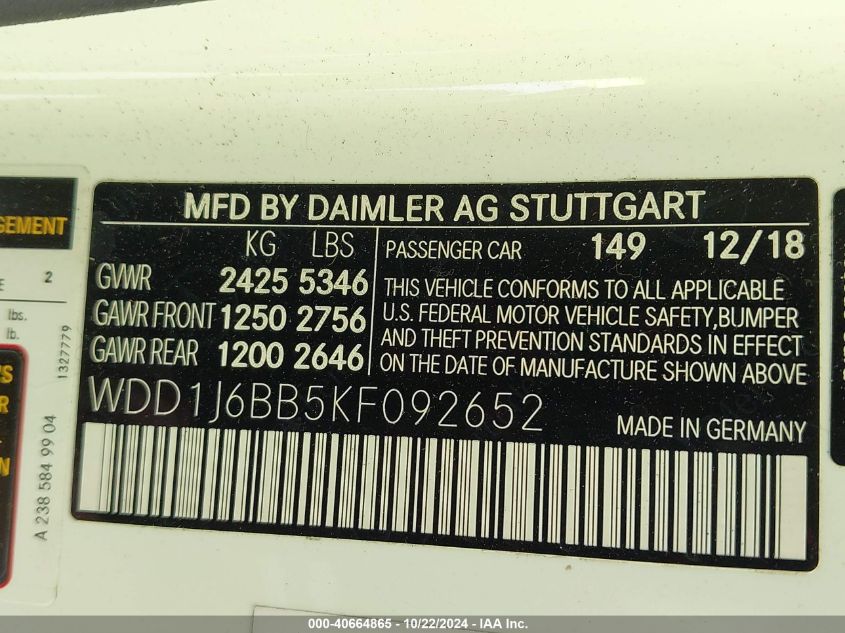 MFD BY DAIMLER AG STUTTGART
KG LBS
GVWR 2425 5346
GAWR FRONT 1250 2756
GAWR REAR 1200 2646
PASSENGER CAR 149 12/18
THIS VEHICLE CONFORMS TO ALL APPLICABLE
U.S. FEDERAL MOTOR VEHICLE SAFETY, BUMPER
AND THEFT PREVENTION STANDARDS IN EFFECT
ON THE DATE OF MANUFACTURE SHOWN ABOVE
WDD1J6BB5KF092652
MADE IN GERMANY
2
lbs.
lb.
1327779
A 238 584 99 04
000-40664865 - 10/22/2024 - IAA Inc.